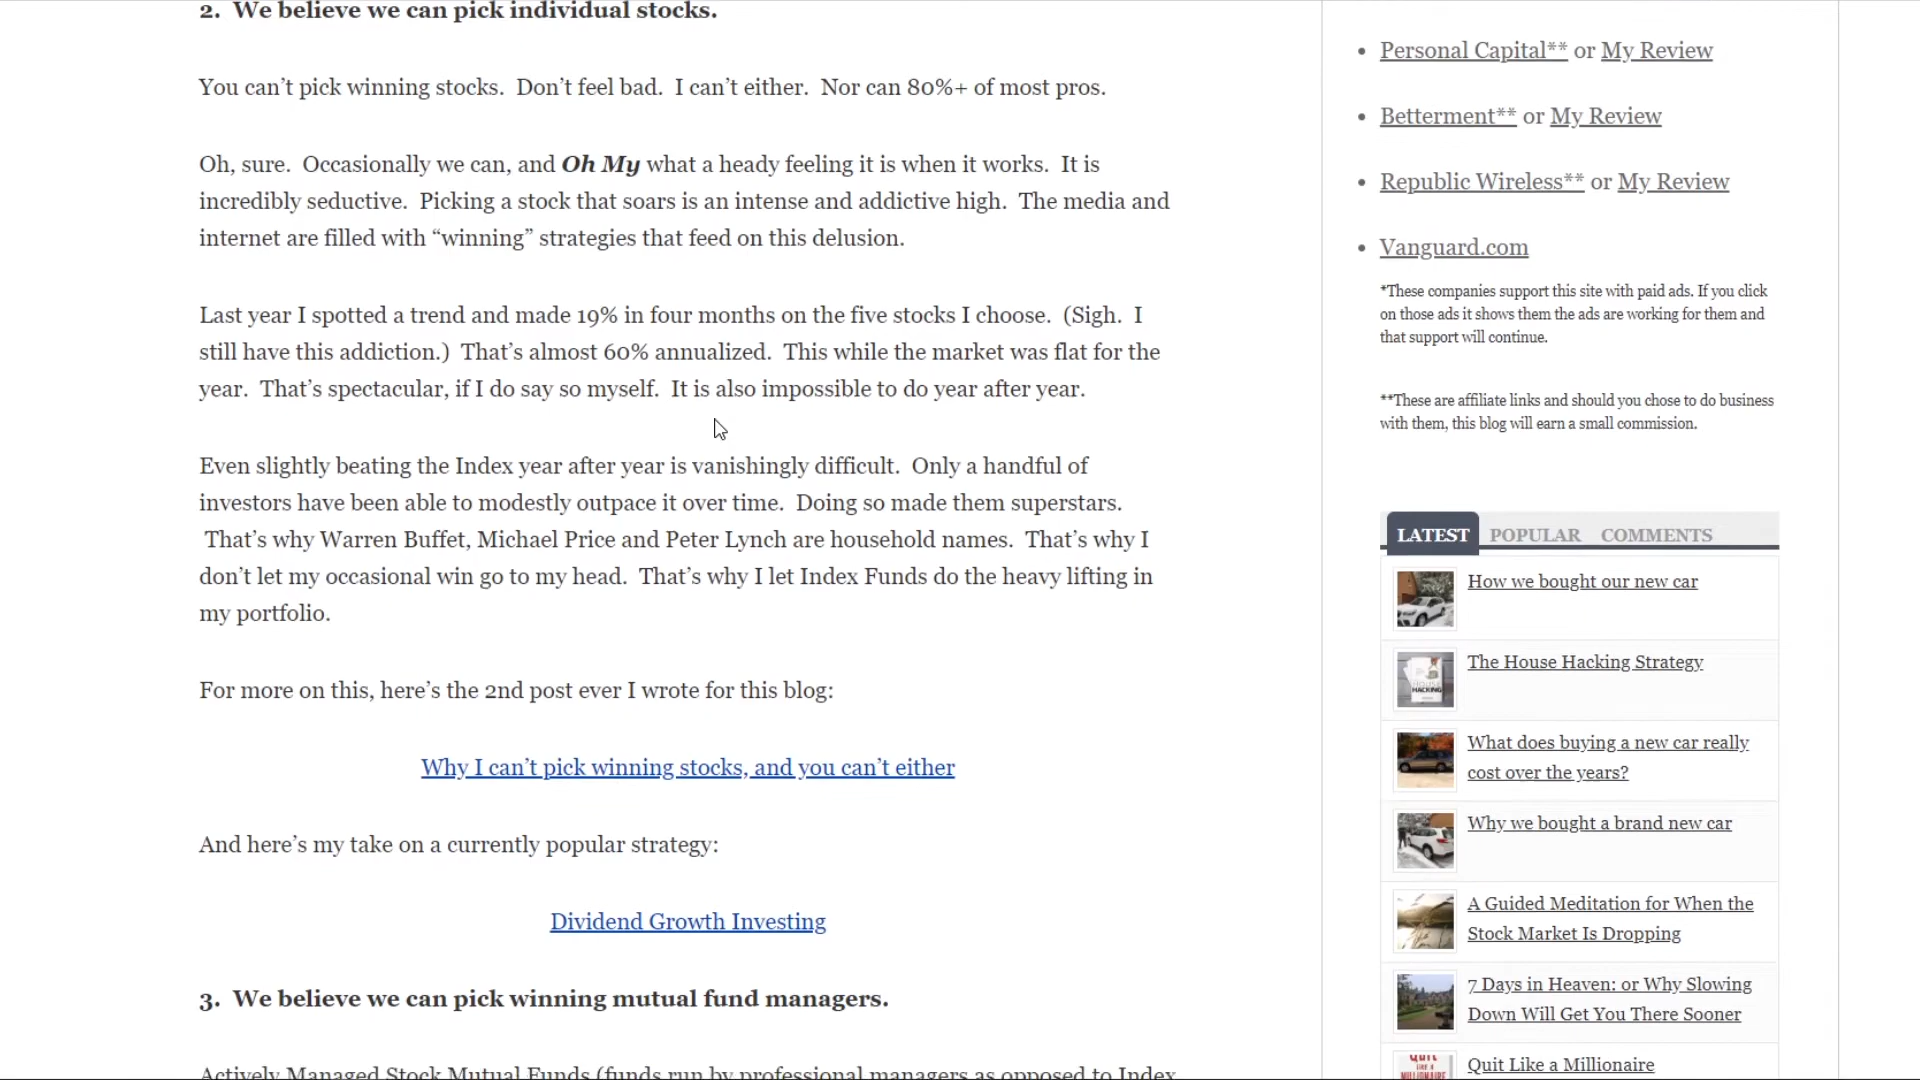 2. We believe we can pick individual stocks.
You can’t pick winning stocks. Don’t feel bad. I can’t either. Nor can 80%+ of most pros.
Oh, sure. Occasionally we can, and Oh My what a heady feeling it is when it works. It is
incredibly seductive. Picking a stock that soars is an intense and addictive high. The media and
internet are filled with “winning” strategies that feed on this delusion.
Last year I spotted a trend and made 19% in four months on the five stocks I choose. (Sigh. I
still have this addiction.) That’s almost 60% annualized. This while the market was flat for the
year. That’s spectacular, if I do say so myself. It is also impossible to do year after year.
Even slightly beating the Index year after year is vanishingly difficult. Only a handful of
investors have been able to modestly outpace it over time. Doing so made them superstars.
That’s why Warren Buffet, Michael Price and Peter Lynch are household names. That’s why I
don’t let my occasional win go to my head. That’s why I let Index Funds do the heavy lifting in
my portfolio.
For more on this, here’s the 2nd post ever I wrote for this blog:
Why I can’t pick winning stocks, and you can’t either
And here’s my take on a currently popular strategy:
Dividend Growth Investing
3. We believe we can pick winning mutual fund managers.
Actively Managed Stock Mutual Funds (funds run by professional managers as opposed to Index
• Personal Capital** or My Review
• Betterment** or My Review
• Republic Wireless** or My Review
• Vanguard.com
*These companies support this site with paid ads. If you click
on those ads it shows them the ads are working for them and
that support will continue.
**These are affiliate links and should you chose to do business
with them, this blog will earn a small commission.
LATEST POPULAR COMMENTS
How we bought our new car
The House Hacking Strategy
HACKING
What does buying a new car really
cost over the years?
Why we bought a brand new car
A Guided Meditation for When the
Stock Market Is Dropping
7 Days in Heaven: or Why Slowing
Down Will Get You There Sooner
Quit Like a Millionaire